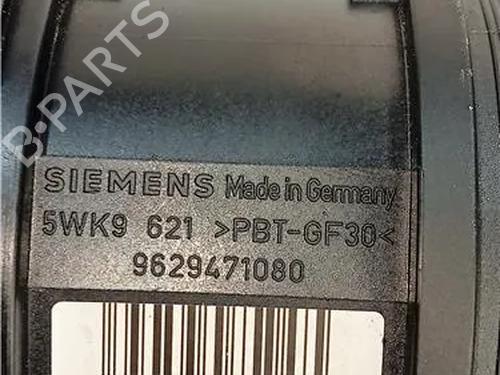 B-PARTS
SIEMENS Made in Germany
5WK9 621 >PBT-GF30<
9629471080